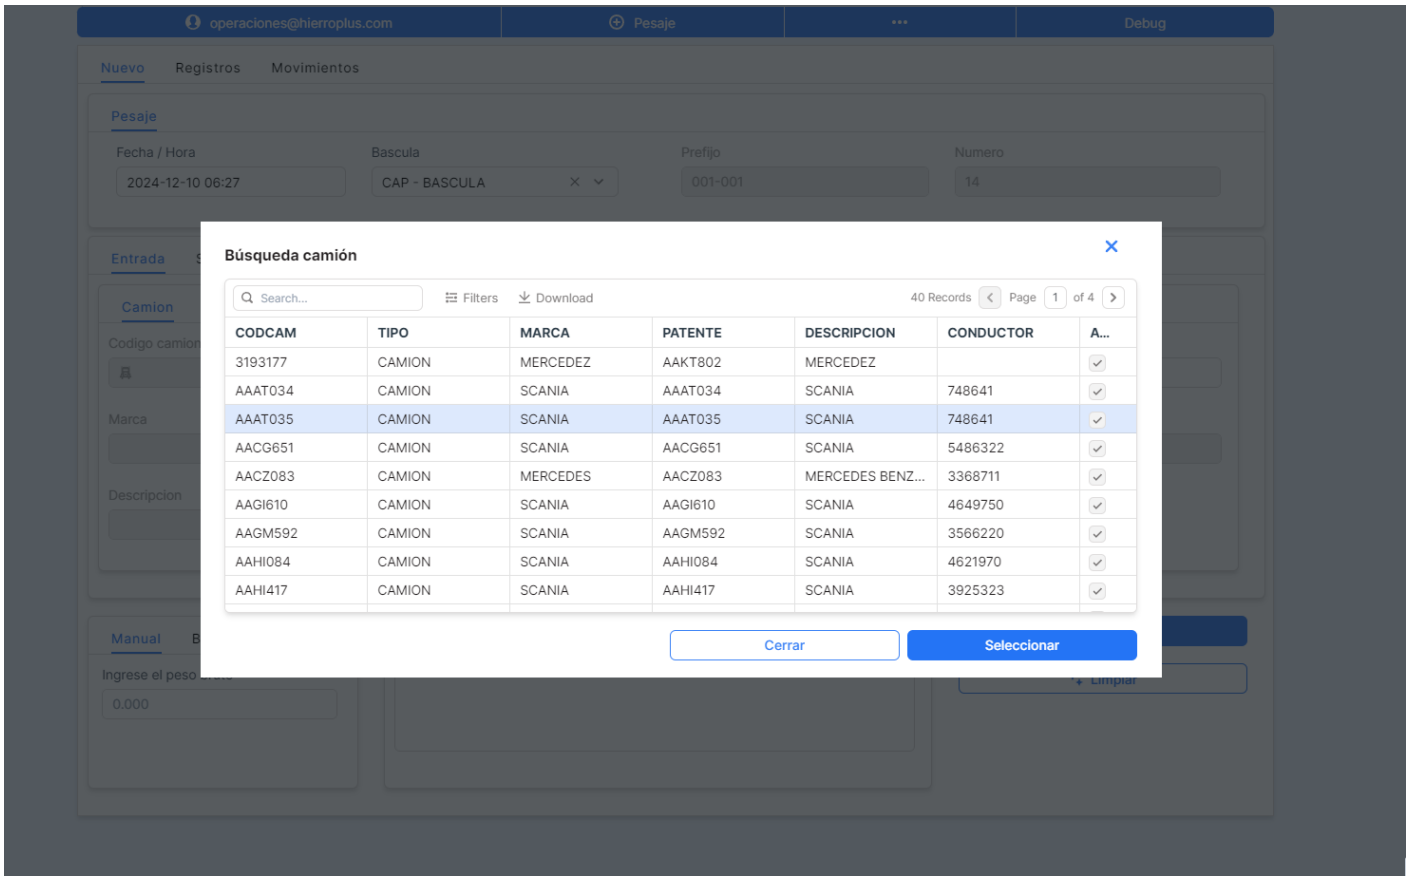 operaciones@hierroplus.com Pesaje ••• Debug
Nuevo Registros Movimientos
Pesaje
Fecha / Hora Bascula Prefijo Numero
2024-12-10 06:27 CAP - BASCULA 001-001 14
Búsqueda camión
Entrada
Search... Filters Download 40 Records Page 1 of 4
Camion
CODCAM TIPO MARCA PATENTE DESCRIPCION CONDUCTOR A...
Codigo camion
3193177 CAMION MERCEDEZ AAKT802 MERCEDEZ
AAAT034 CAMION SCANIA AAAT034 SCANIA 748641
Marca
AAAT035 CAMION SCANIA AAAT035 SCANIA 748641
AACG651 CAMION SCANIA AACG651 SCANIA 5486322
AACZ083 CAMION MERCEDES AACZ083 MERCEDES BENZ... 3368711
Descripcion
AAGI610 CAMION SCANIA AAGI610 SCANIA 4649750
AAGM592 CAMION SCANIA AAGM592 SCANIA 3566220
AAHI084 CAMION SCANIA AAHI084 SCANIA 4621970
AAHI417 CAMION SCANIA AAHI417 SCANIA 3925323
Manual
Cerrar Seleccionar
Ingrese el peso
Limpiar
0.000